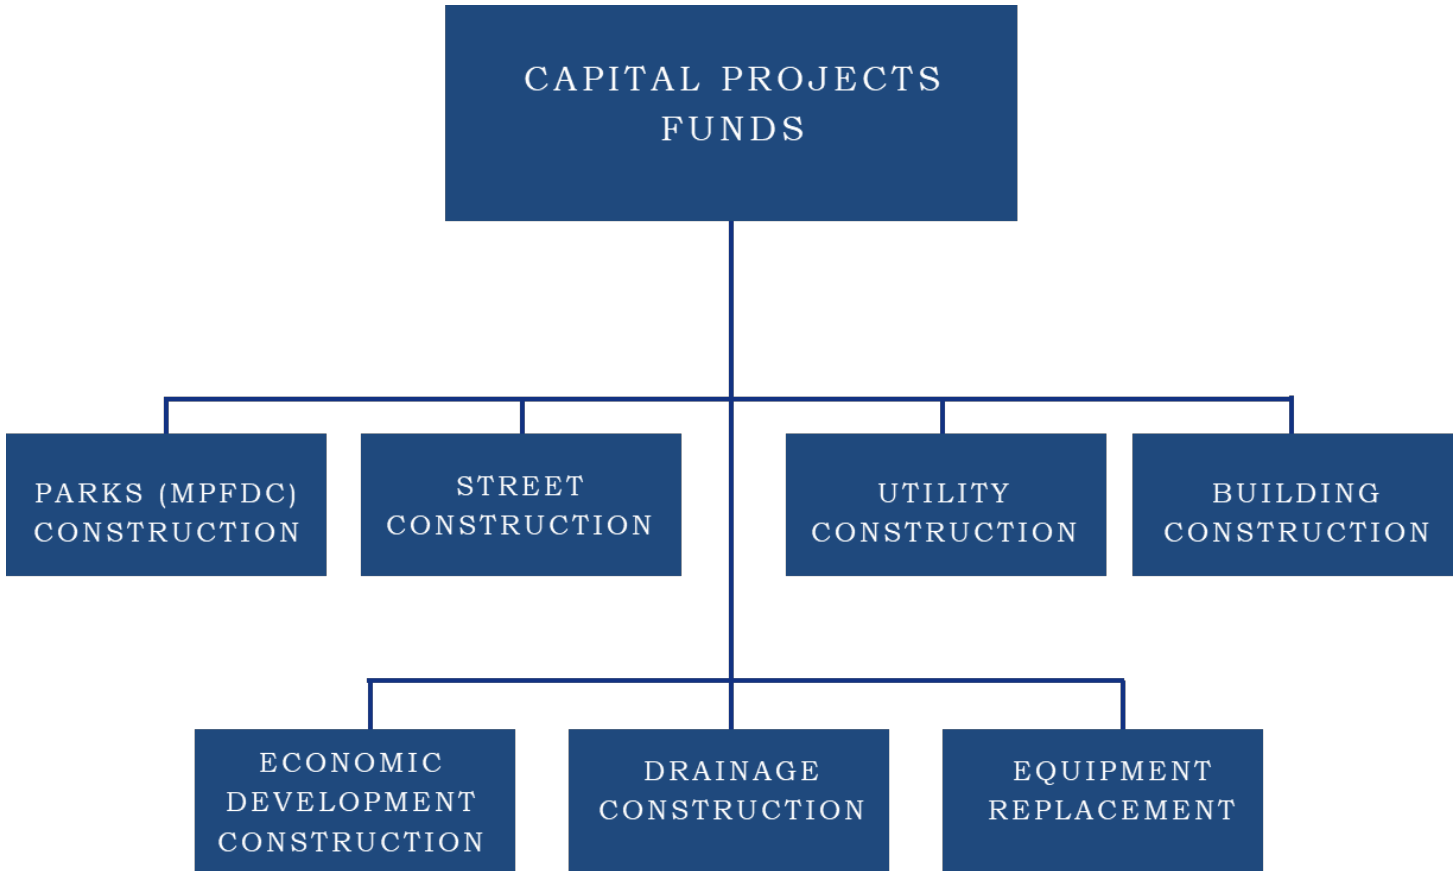 CAPITAL PROJECTS
FUNDS
PARKS (MPFDC)
CONSTRUCTION
STREET
CONSTRUCTION
UTILITY
CONSTRUCTION
BUILDING
CONSTRUCTION
ECONOMIC
DEVELOPMENT
CONSTRUCTION
DRAINAGE
CONSTRUCTION
EQUIPMENT
REPLACEMENT